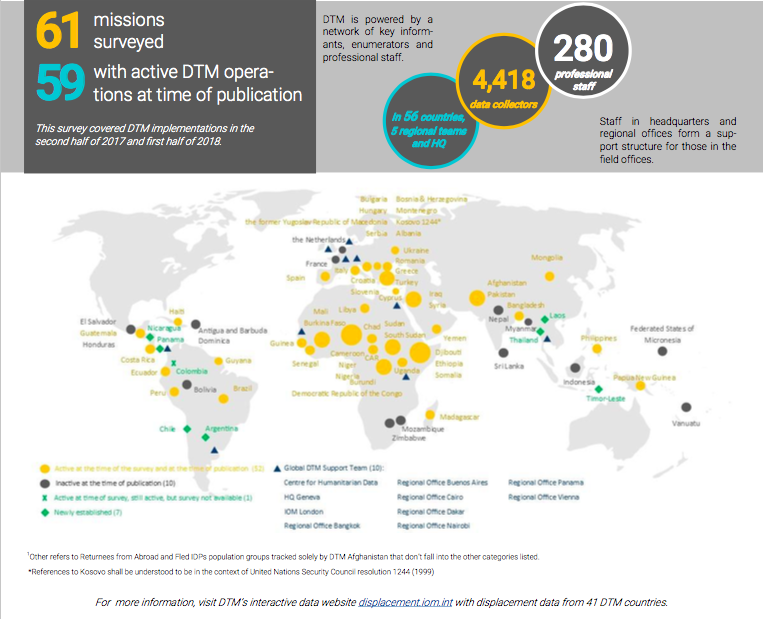 61 missions
surveyed
59 with active DTM opera-
tions at time of publication
This survey covered DTM implementations in the
second half of 2017 and first half of 2018.
DTM is powered by a
network of key inform-
ants, enumerators and
professional staff.
In 56 countries,
5 regional teams
and HQ
4,418
data collectors
280
professional
staff
Staff in headquarters and
regional offices form a sup-
port structure for those in the
field offices.
Bulgaria Bosnia & Herzegovina
Hungary Montenegro
the former Yugoslav Republic of Macedonia Kosovo 1244*
Serbia Albania
the Netherlands
Ukraine
France
Italy
Romania
Mongolia
Spain
Croatia
Greece
Turkey
Slovenia
Cyprus
Iraq
Syria
Afghanistan
Pakistan
Bangladesh
Nepal
Laos
Myanmar
Thailand
Philippines
Federated States of
Micronesia
Sri Lanka
Indonesia
Papua New Guinea
Timor-Leste
Vanuatu
Haiti
El Salvador
Nicaragua
Guatemala
Antigua and Barbuda
Panama
Honduras
Dominica
Costa Rica
Guyana
Ecuador
Colombia
Peru
Bolivia
Brazil
Chile
Argentina
Mali
Libya
Burkina Faso
Chad
Sudan
Guinea
South Sudan
Yemen
Cameroon
Djibouti
Senegal
CAR
Niger
Uganda
Ethiopia
Nigeria
Burundi
Somalia
Democratic Republic of the Congo
Madagascar
Mozambique
Zimbabwe
Active at the time of the survey and at the time of publication (52)
Inactive at the time of publication (10)
Active at time of survey, still active, but survey not available (1)
Newly established (7)
Global DTM Support Team (10):
Centre for Humanitarian Data
HQ Geneva
IOM London
Regional Office Bangkok
Regional Office Buenos Aires
Regional Office Cairo
Regional Office Dakar
Regional Office Nairobi
Regional Office Panama
Regional Office Vienna
¹Other refers to Returnees from Abroad and Fled IDPs population groups tracked solely by DTM Afghanistan that don't fall into the other categories listed.
*References to Kosovo shall be understood to be in the context of United Nations Security Council resolution 1244 (1999)
For more information, visit DTM's interactive data website displacement.iom.int with displacement data from 41 DTM countries.